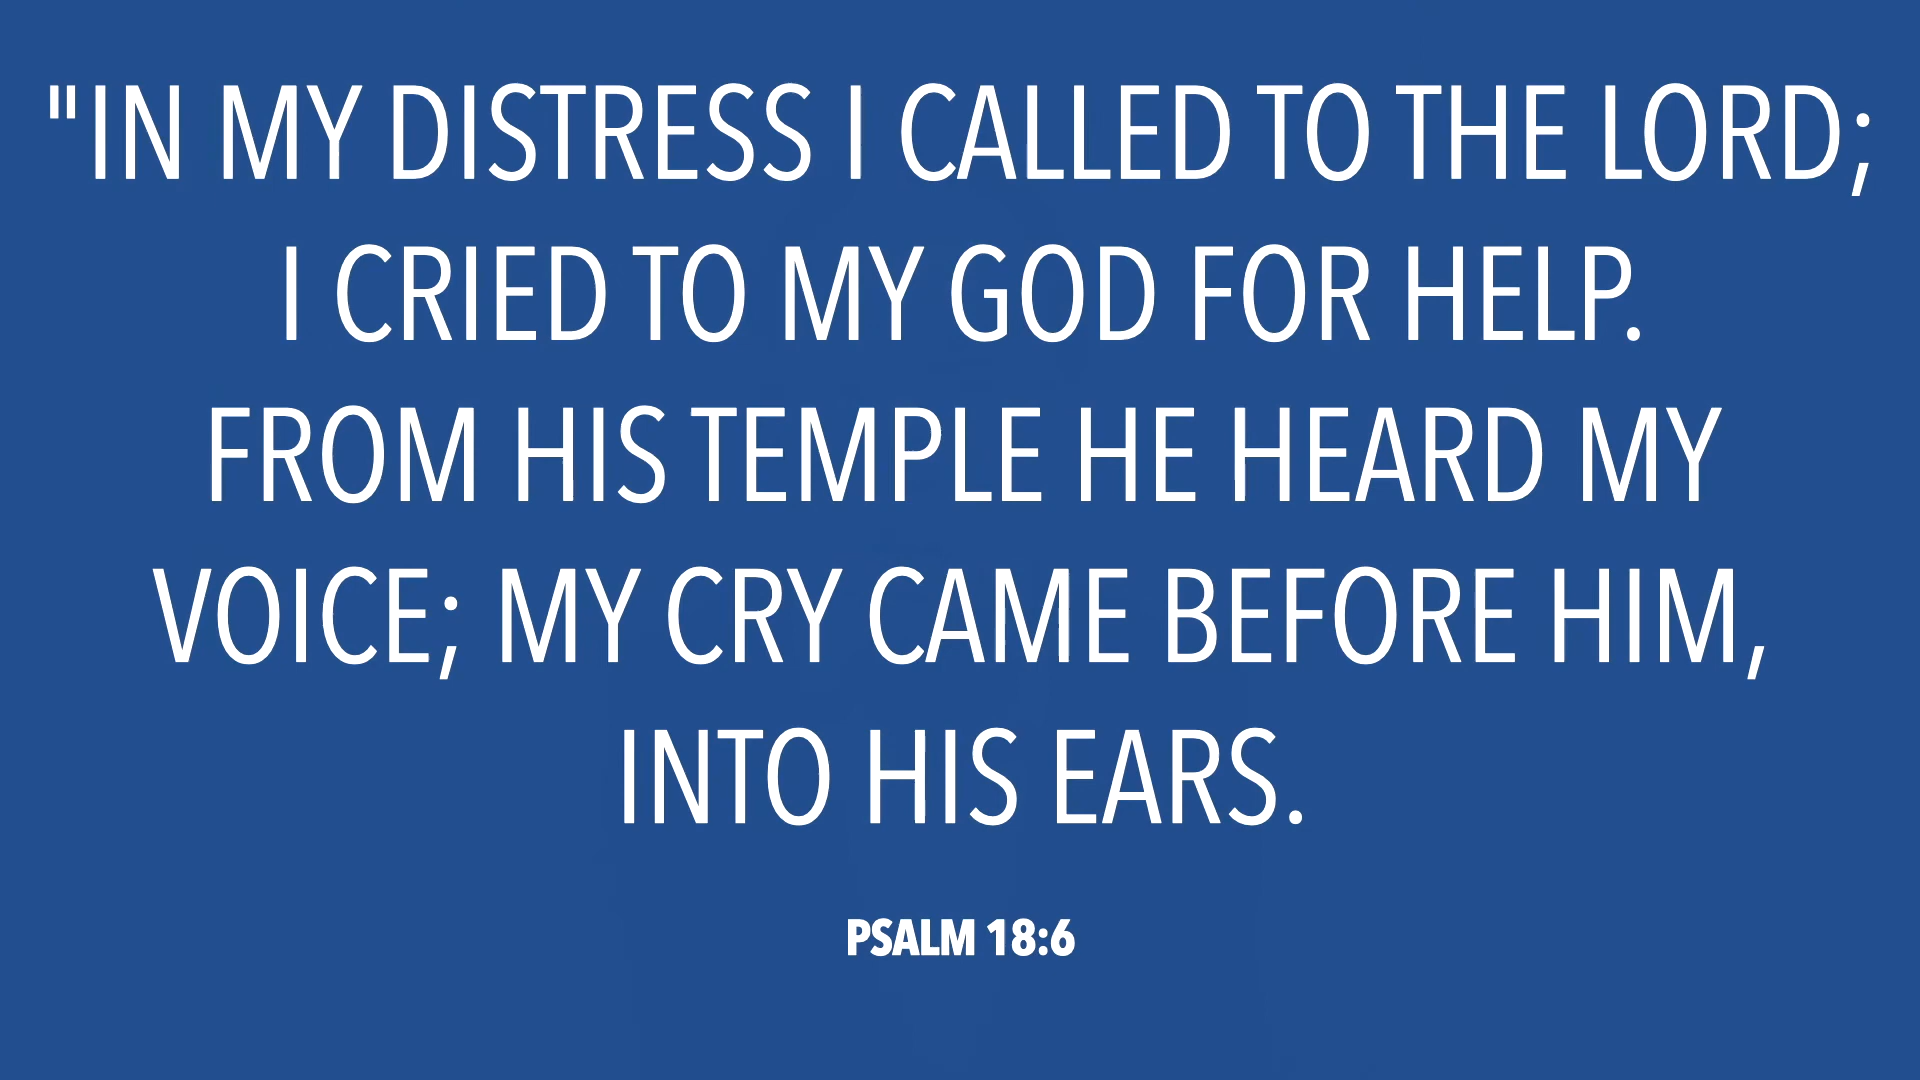 "IN MY DISTRESS I CALLED TO THE LORD;
I CRIED TO MY GOD FOR HELP.
FROM HIS TEMPLE HE HEARD MY
VOICE; MY CRY CAME BEFORE HIM,
INTO HIS EARS.
PSALM 18:6